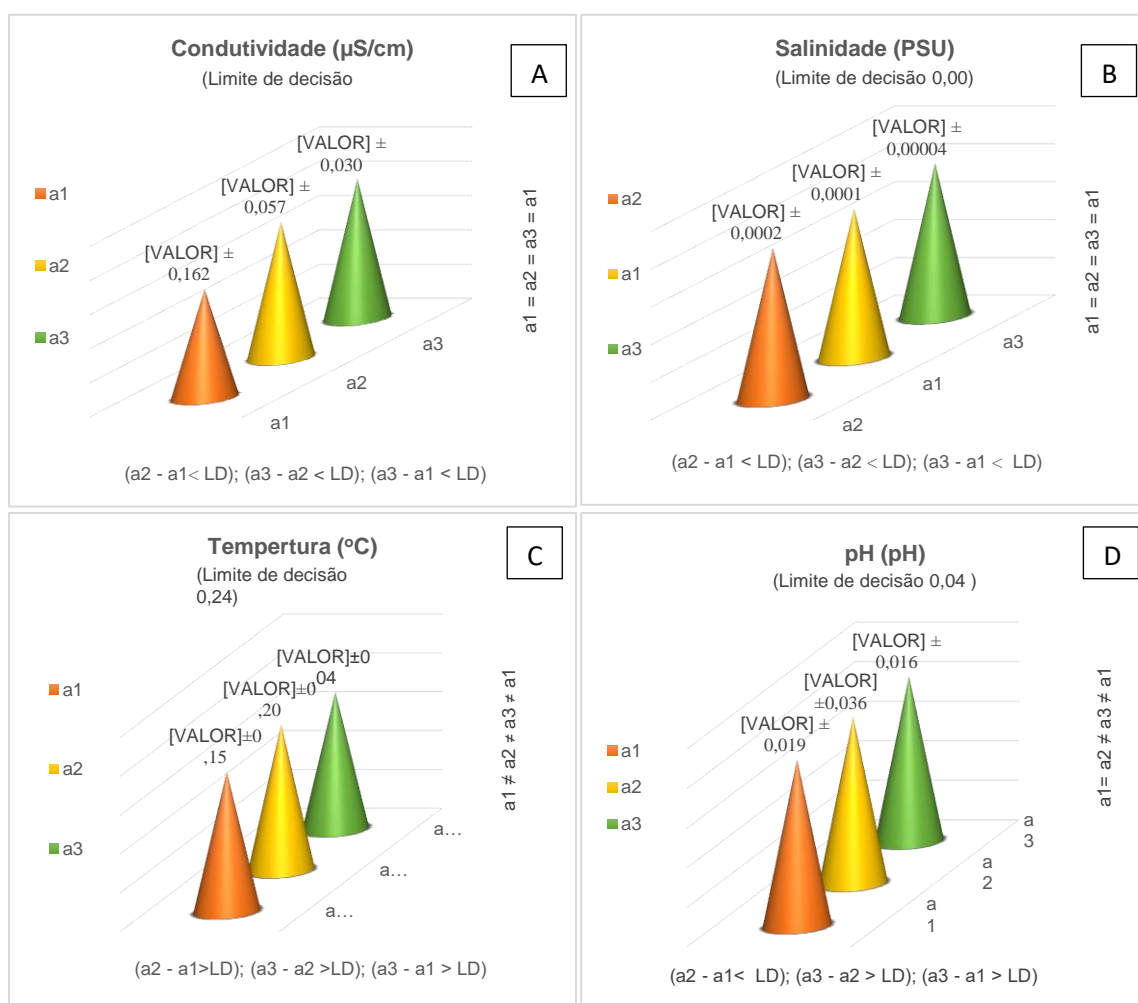 Condutividade (µS/cm)
(Limite de decisão
A
[VALOR] ±
0,030
[VALOR] ±
0,057
[VALOR] ±
0,162
a1
a2
a3
a3
a2
a1
a1 = a2 = a3 = a1
(a2 - a1< LD); (a3 - a2 < LD); (a3 - a1 < LD)
Salinidade (PSU)
(Limite de decisão 0,00)
B
[VALOR] ±
0,00004
[VALOR] ±
0,0001
[VALOR] ±
0,0002
a2
a1
a3
a3
a1
a2
a1 = a2 = a3 = a1
(a2 - a1 < LD); (a3 - a2 < LD); (a3 - a1 < LD)
Tempertura (ºC)
(Limite de decisão
0,24)
C
[VALOR]±0
04
[VALOR]±0
,20
[VALOR]±0
,15
a1
a2
a3
a...
a...
a...
a1 ≠ a2 ≠ a3 ≠ a1
(a2 - a1>LD); (a3 - a2 >LD); (a3 - a1 > LD)
pH (pH)
(Limite de decisão 0,04 )
D
[VALOR] ±
0,016
[VALOR]
±0,036
[VALOR] ±
0,019
a1
a2
a3
a
3
a
2
a
1
a1= a2 ≠ a3 ≠ a1
(a2 - a1< LD); (a3 - a2 > LD); (a3 - a1 > LD)